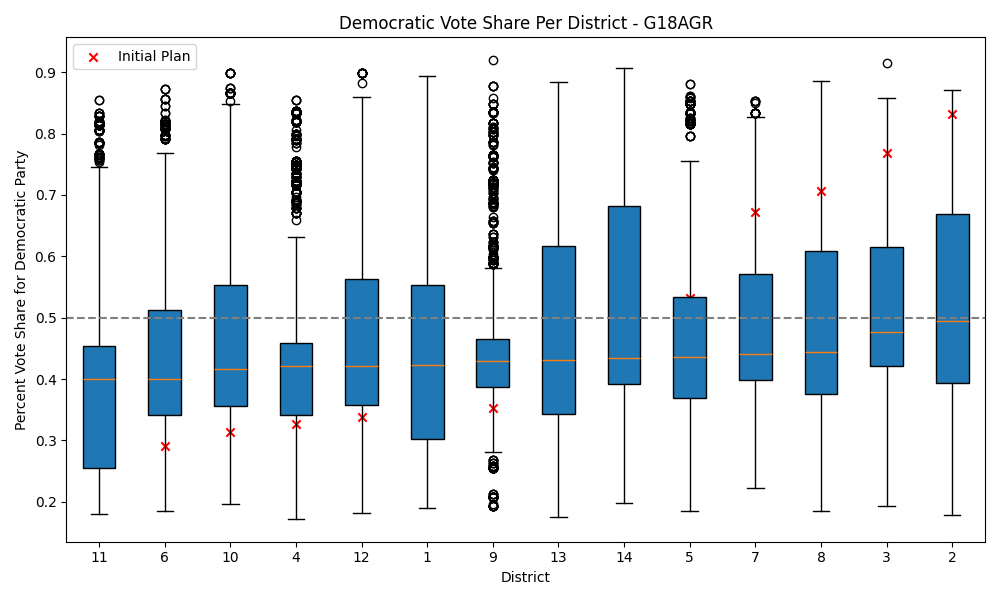 Democratic Vote Share Per District - G18AGR
Initial Plan
Percent Vote Share for Democratic Party
0.9
0.8
0.7
0.6
0.5
0.4
0.3
0.2
11 6 10 4 12 1 9 13 14 5 7 8 3 2
District